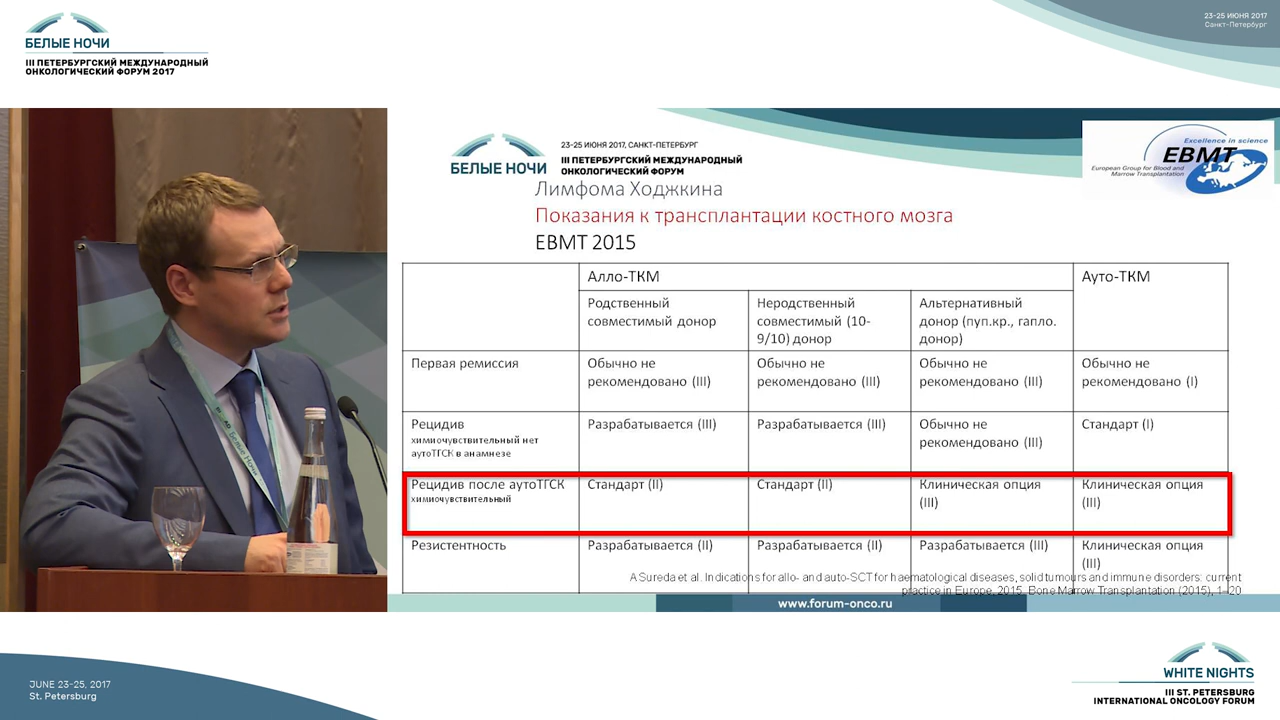 БЕЛЫЕ НОЧИ
III ПЕТЕРБУРГСКИЙ МЕЖДУНАРОДНЫЙ
ОНКОЛОГИЧЕСКИЙ ФОРУМ 2017
23-25 ИЮНЯ 2017
Санкт-Петербург
БЕЛЫЕ НОЧИ
23-25 ИЮНЯ 2017, САНКТ-ПЕТЕРБУРГ
III ПЕТЕРБУРГСКИЙ МЕЖДУНАРОДНЫЙ
ОНКОЛОГИЧЕСКИЙ ФОРУМ
Excellence in science
EBMT
European Group for Blood and
Marrow Transplantation
Лимфома Ходжкина
Показания к трансплантации костного мозга
EBMT 2015
Алло-ТКМ
Ауто-ТКМ
Родственный
совместимый донор
Неродственный
совместимый (10-
9/10) донор
Альтернативный
донор (пуп.кр., гапло.
донор)
Первая ремиссия
Обычно не
рекомендовано (III)
Обычно не
рекомендовано (III)
Обычно не
рекомендовано (III)
Обычно не
рекомендовано (I)
Рецидив
химиочувствительный нет
аутоТГСК в анамнезе
Разрабатывается (III)
Разрабатывается (III)
Обычно не
рекомендовано (III)
Стандарт (I)
Рецидив после аутоТГСК
химиочувствительный
Стандарт (II)
Стандарт (II)
Клиническая опция
(III)
Клиническая опция
(III)
Резистентность
Разрабатывается (II)
Разрабатывается (II)
Разрабатывается (III)
Клиническая опция
(III)
A Sureda et al. Indications for allo- and auto-SCT for haematological diseases, solid tumours and immune disorders: current
practice in Europe, 2015. Bone Marrow Transplantation (2015), 1–20
www.forum-onco.ru
JUNE 23-25, 2017
St. Petersburg
WHITE NIGHTS
III ST. PETERSBURG
INTERNATIONAL ONCOLOGY FORUM